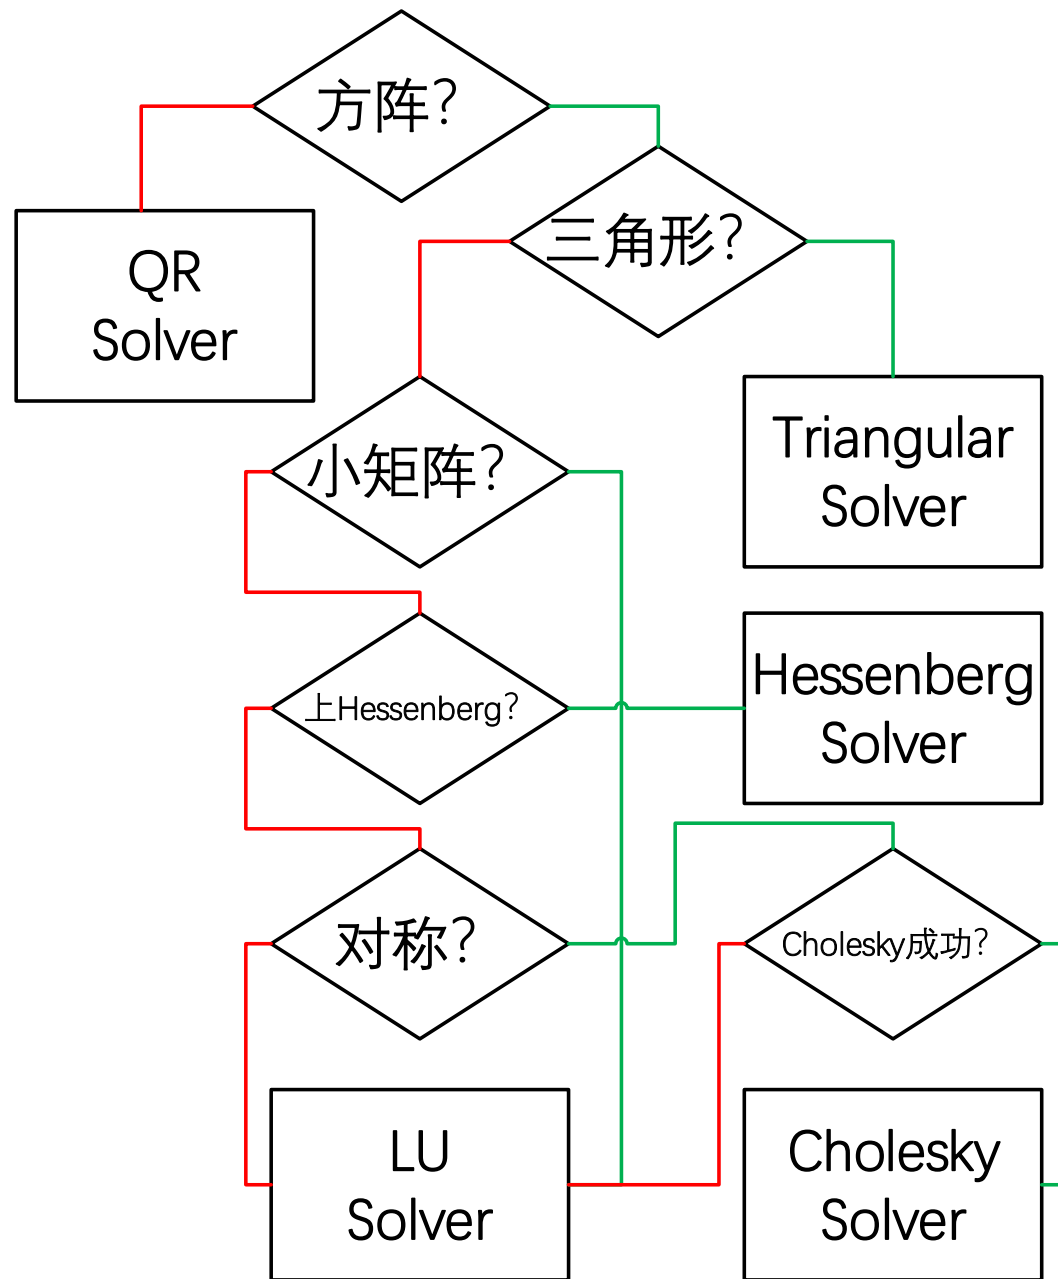 方阵？
三角形？
QR
Solver
小矩阵？
Triangular
Solver
上Hessenberg？
Hessenberg
Solver
对称？
Cholesky成功？
LU
Solver
Cholesky
Solver